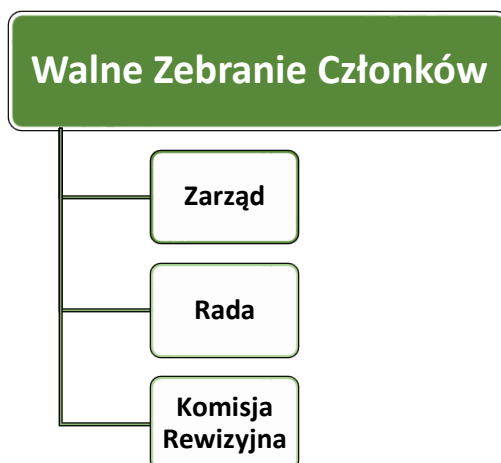 Walne Zebranie Członków
Zarząd
Rada
Komisja
Rewizyjna